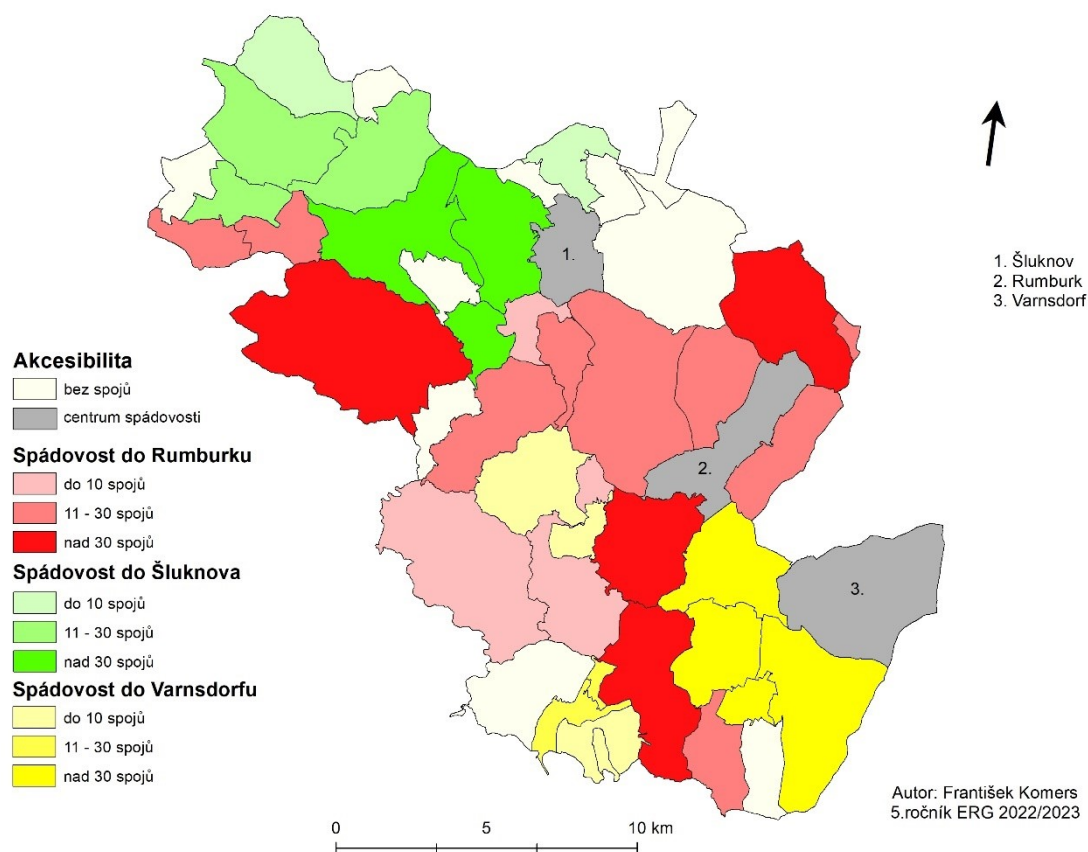 1.
1. Šluknov
2. Rumburk
3. Varnsdorf
Akcesibilita
bez spojů
centrum spádovosti
Spádovost do Rumburku
do 10 spojů
11 - 30 spojů
nad 30 spojů
2.
Spádovost do Šluknova
do 10 spojů
11 - 30 spojů
nad 30 spojů
3.
Spádovost do Varnsdorfu
do 10 spojů
11 - 30 spojů
nad 30 spojů
Autor: František Komers
5.ročník ERG 2022/2023
0 5 10 km